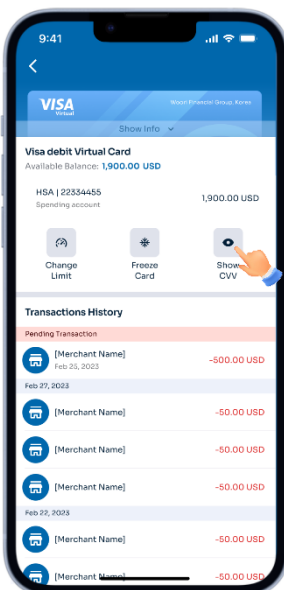 9:41
VISA
Virtual
Nixon Financial Group, Korea
Show Info
Visa debit Virtual Card
Available Balance: 1,900.00 USD
HSA | 22334455
Spending account
1,900.00 USD
Change
Limit
Freeze
Card
Show
CVV
Transactions History
Pending Transaction
[Merchant Name]
Feb 25, 2023
-500.00 USD
Feb 27, 2023
[Merchant Name]
-50.00 USD
[Merchant Name]
-50.00 USD
[Merchant Name]
-50.00 USD
Feb 22, 2023
[Merchant Name]
-50.00 USD
[Merchant Name]
-50.00 USD